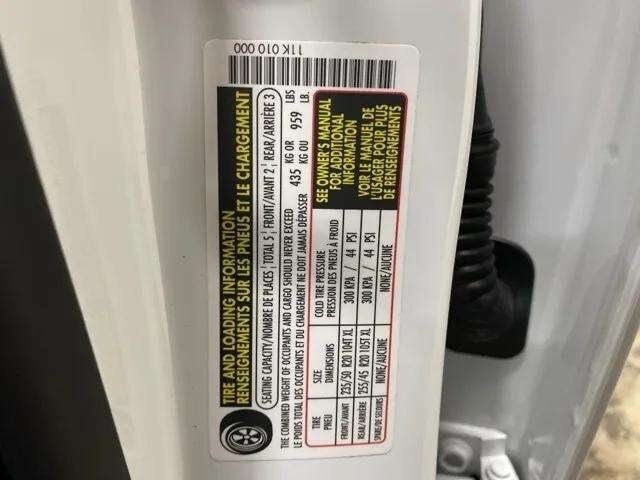 11K 010 000
TIRE AND LOADING INFORMATION
RENSEIGNEMENTS SUR LES PNEUS ET LE CHARGEMENT
SEATING CAPACITY/NOMBRE DE PLACES TOTAL 5 FRONT/AVANT 2 REAR/ARRIÈRE 3
THE COMBINED WEIGHT OF OCCUPANTS AND CARGO SHOULD NEVER EXCEED 435 KG OR 959 LBS
LE POIDS TOTAL DES OCCUPANTS ET DU CHARGEMENT NE DOIT JAMAIS DÉPASSER KG OU LB.
TIRE SIZE COLD TIRE PRESSURE
PNEU DIMENSIONS PRESSION DES PNEUS À FROID
FRONT/AVANT 235/50 R20 104T XL 300 KPA / 44 PSI
REAR/ARRIÈRE 255/45 R20 105T XL 300 KPA / 44 PSI
SPARE/DE SECOURS NONE/AUCUNE NONE/AUCUNE
SEE OWNER'S MANUAL
FOR ADDITIONAL
INFORMATION
VOIR LE MANUEL DE
L'USAGER POUR PLUS
DE RENSEIGNEMENTS